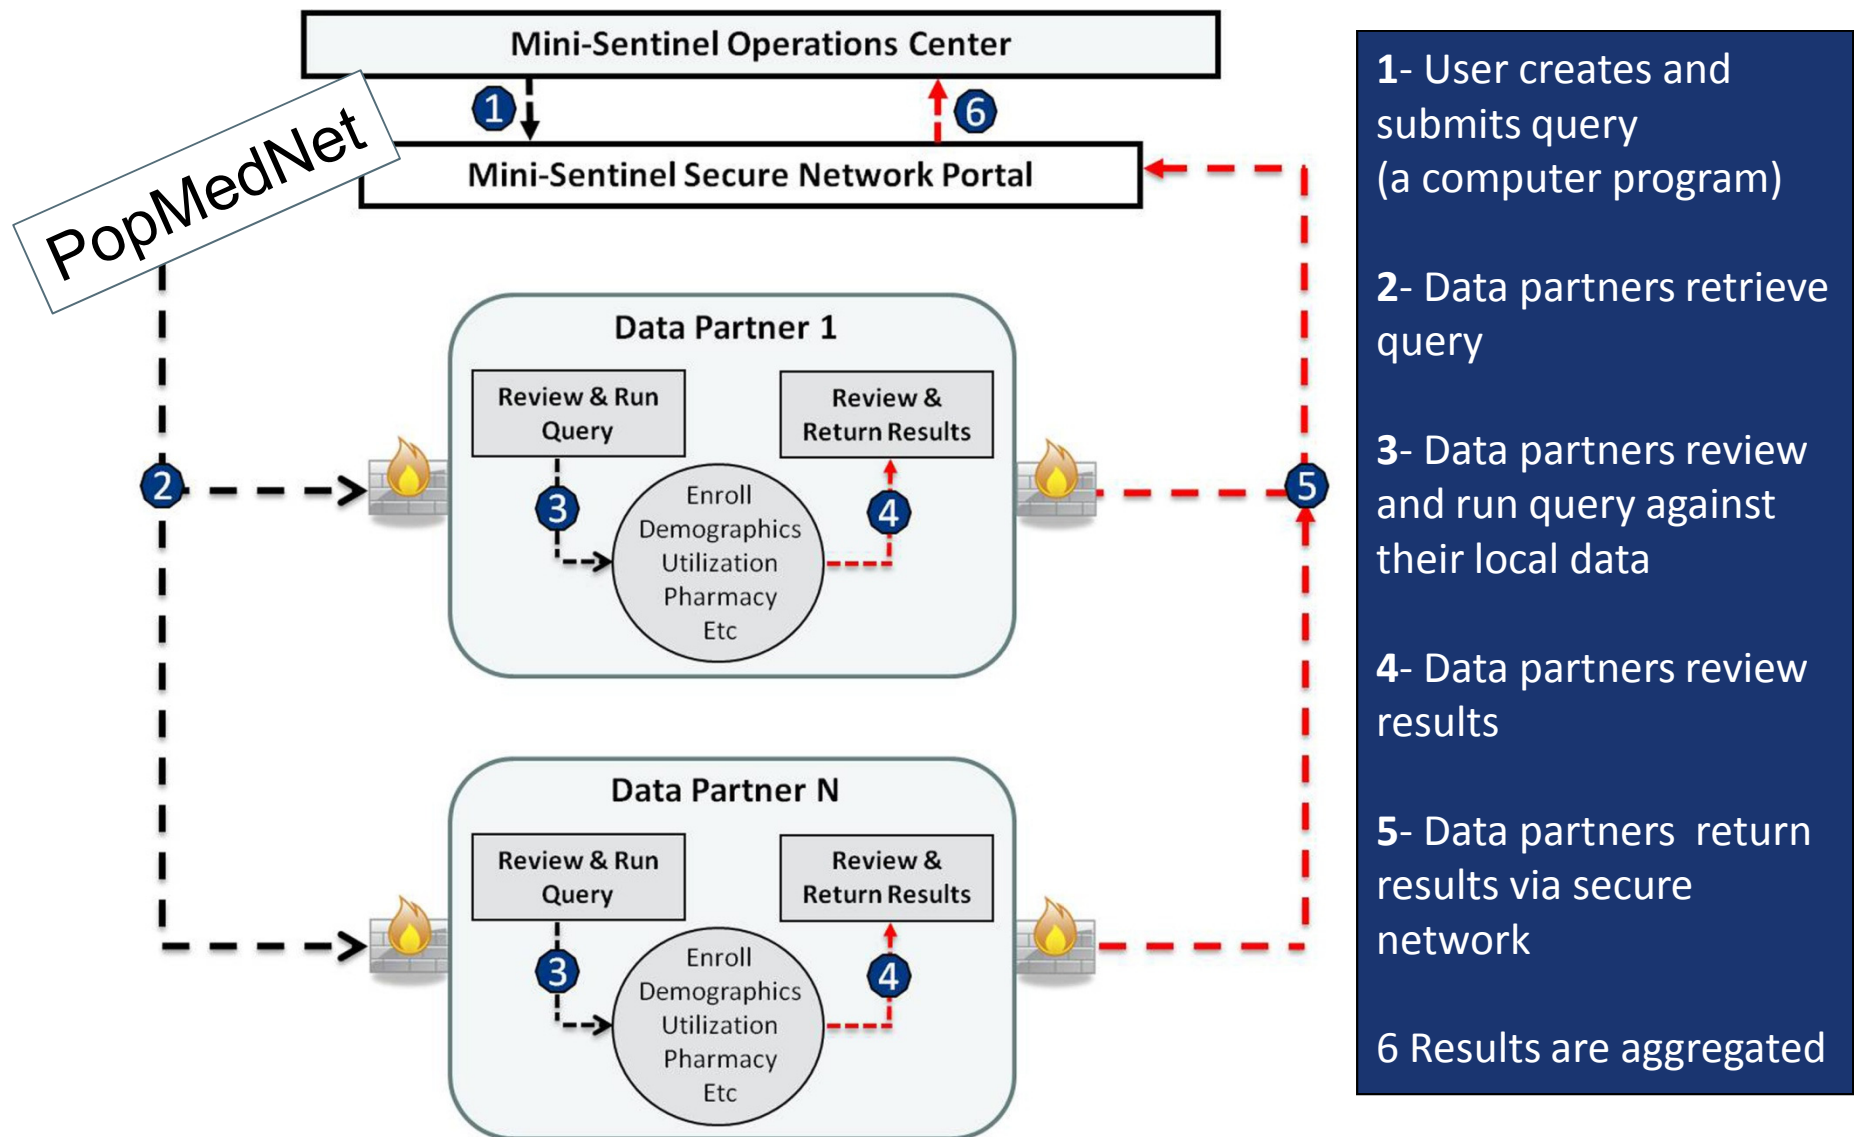 Mini-Sentinel Operations Center
1
6
PopMedNet
Mini-Sentinel Secure Network Portal
Data Partner 1
Review & Run
Query
Review &
Return Results
2
3
4
5
Enroll
Demographics
Utilization
Pharmacy
Etc
Data Partner N
Review & Run
Query
Review &
Return Results
3
4
Enroll
Demographics
Utilization
Pharmacy
Etc
1- User creates and
submits query
(a computer program)
2- Data partners retrieve
query
3- Data partners review
and run query against
their local data
4- Data partners review
results
5- Data partners  return
results via secure
network
6 Results are aggregated